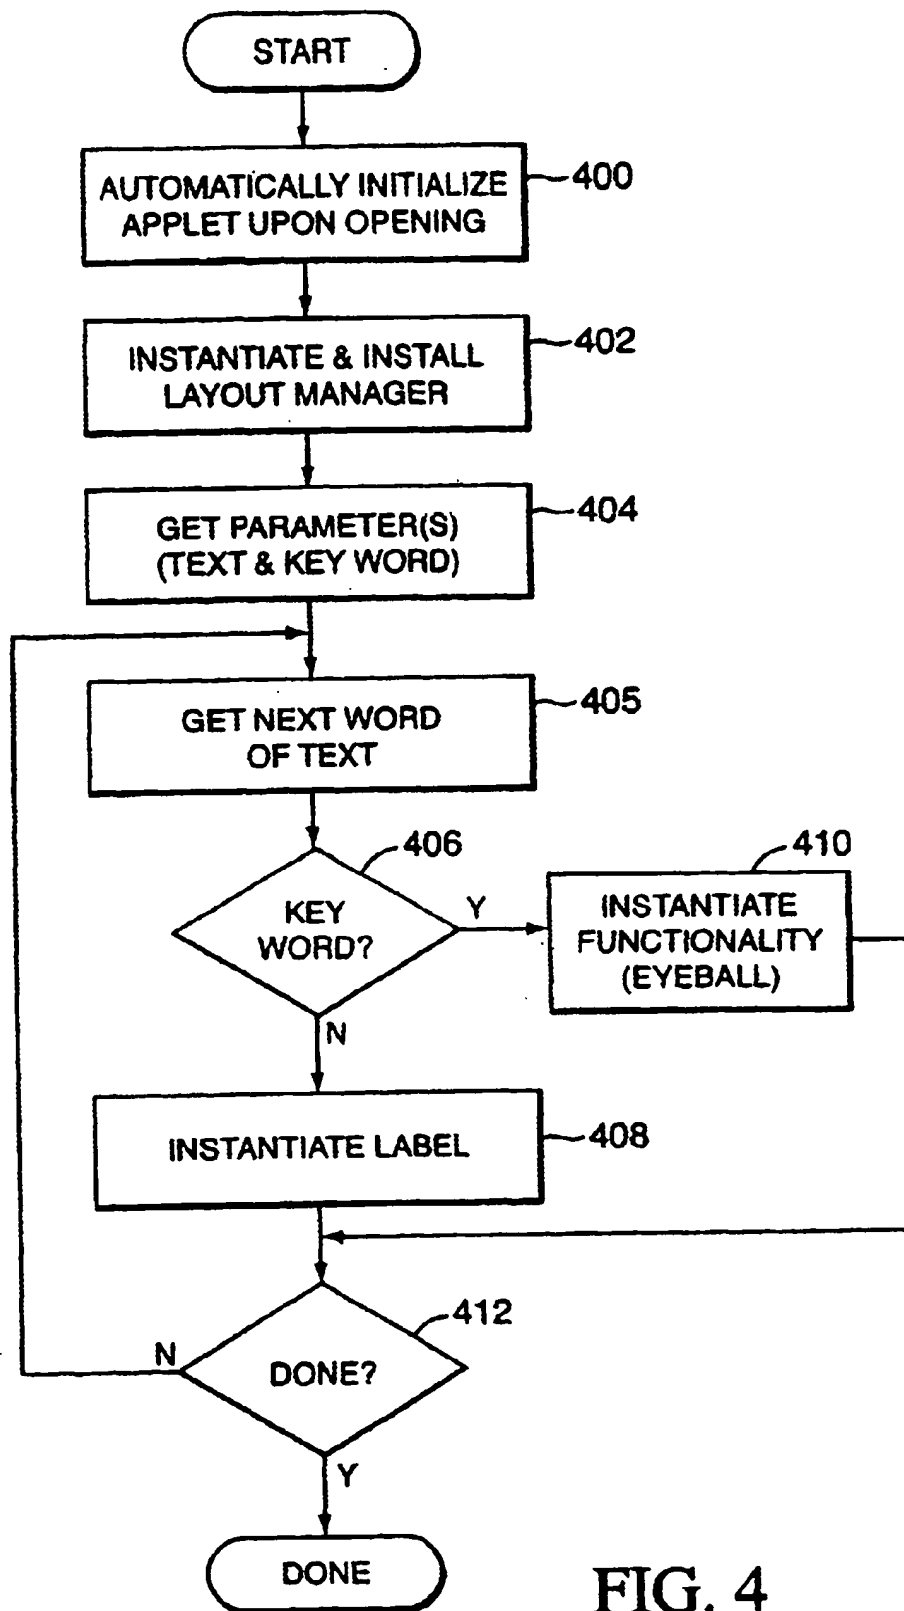 START
AUTOMATICALLY INITIALIZE
APPLET UPON OPENING
400
INSTANTIATE & INSTALL
LAYOUT MANAGER
402
GET PARAMETER(S)
(TEXT & KEY WORD)
404
GET NEXT WORD
OF TEXT
405
406
KEY
WORD?
Y
N
410
INSTANTIATE
FUNCTIONALITY
(EYEBALL)
INSTANTIATE LABEL
408
412
DONE?
N
Y
DONE
FIG. 4